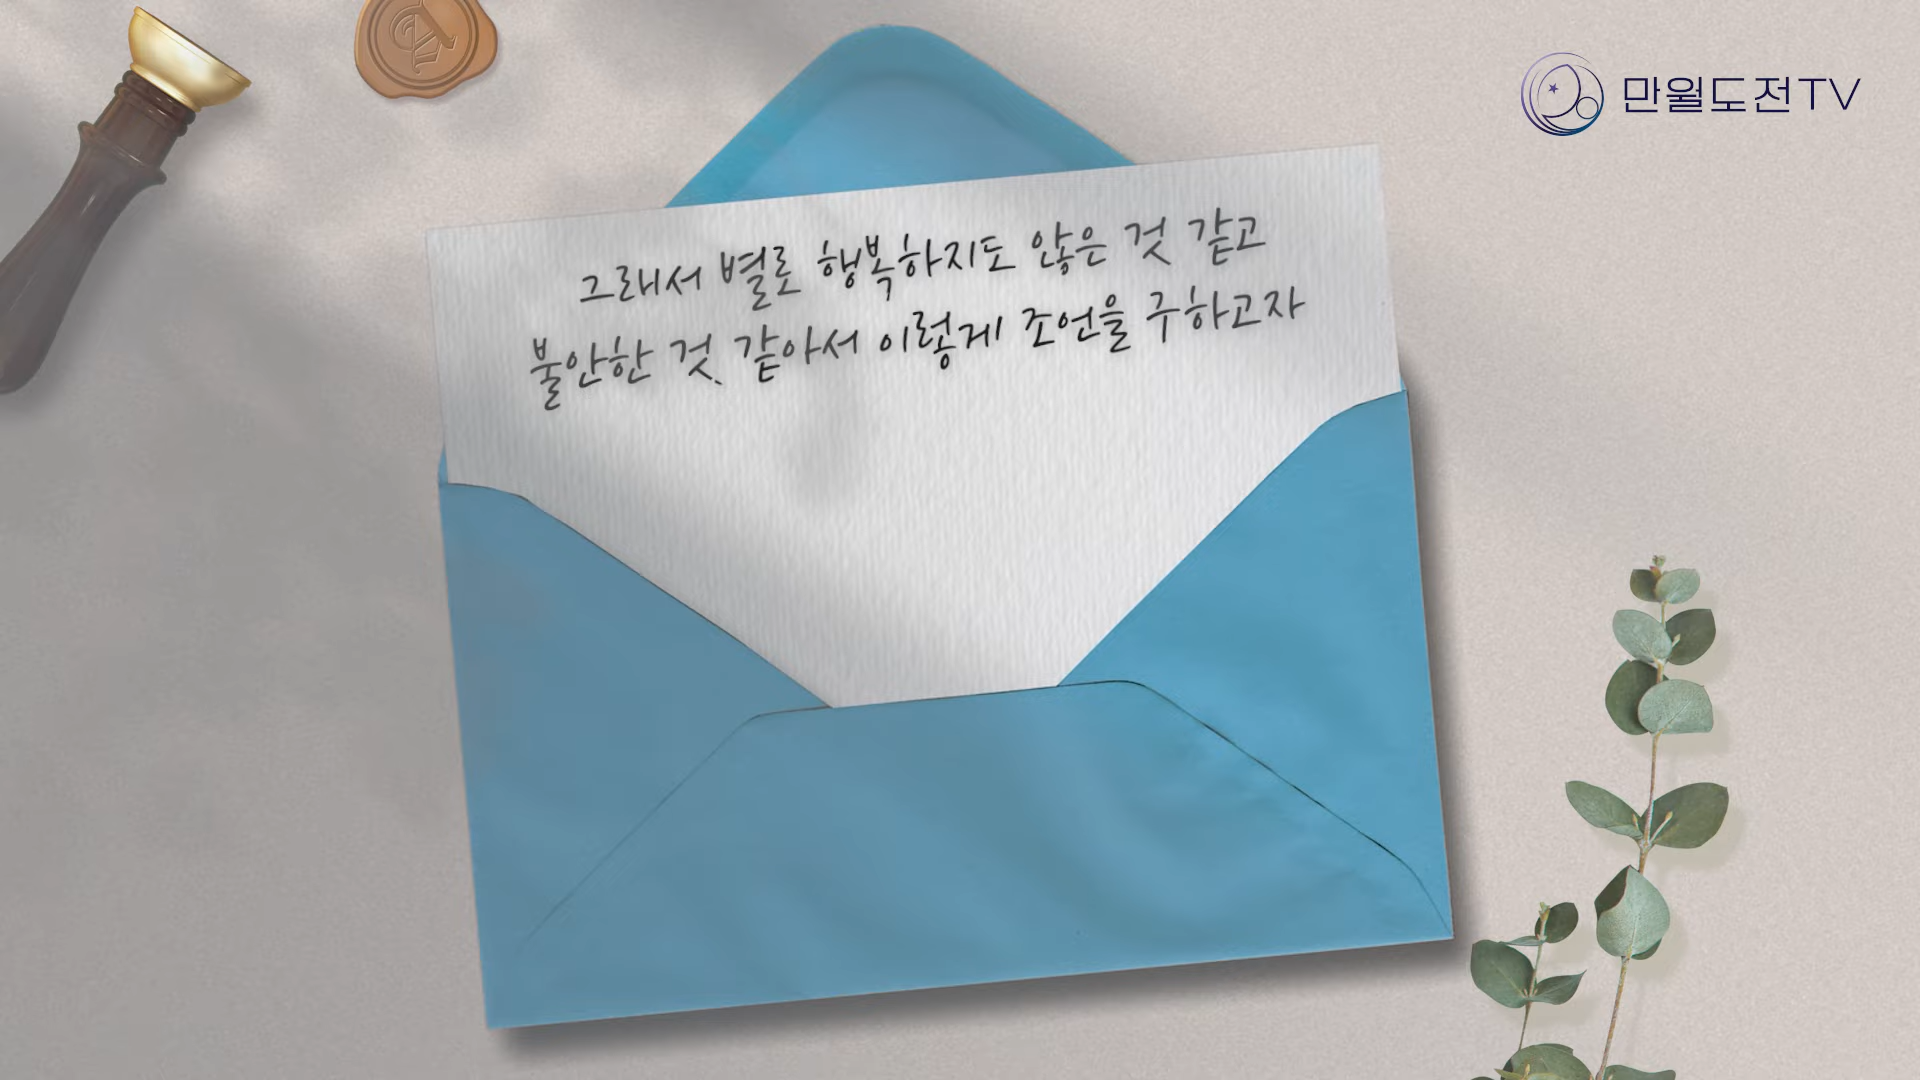 만월도전TV
그래서 별로 행복하지도 않은 것 같고
불안한 것 같아서 이렇게 조언을 구하고자